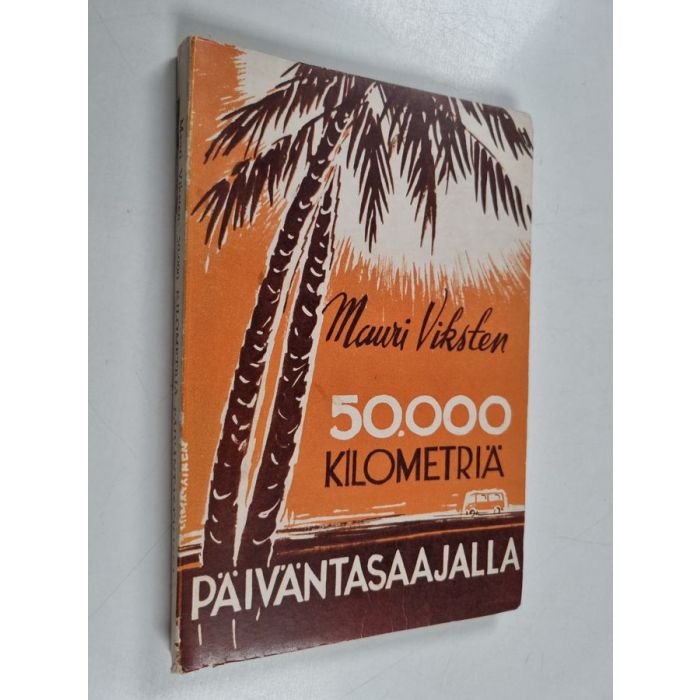 Mauri Viksten
50.000
KILOMETRIÄ
PÄIVÄNTASAAJALLA